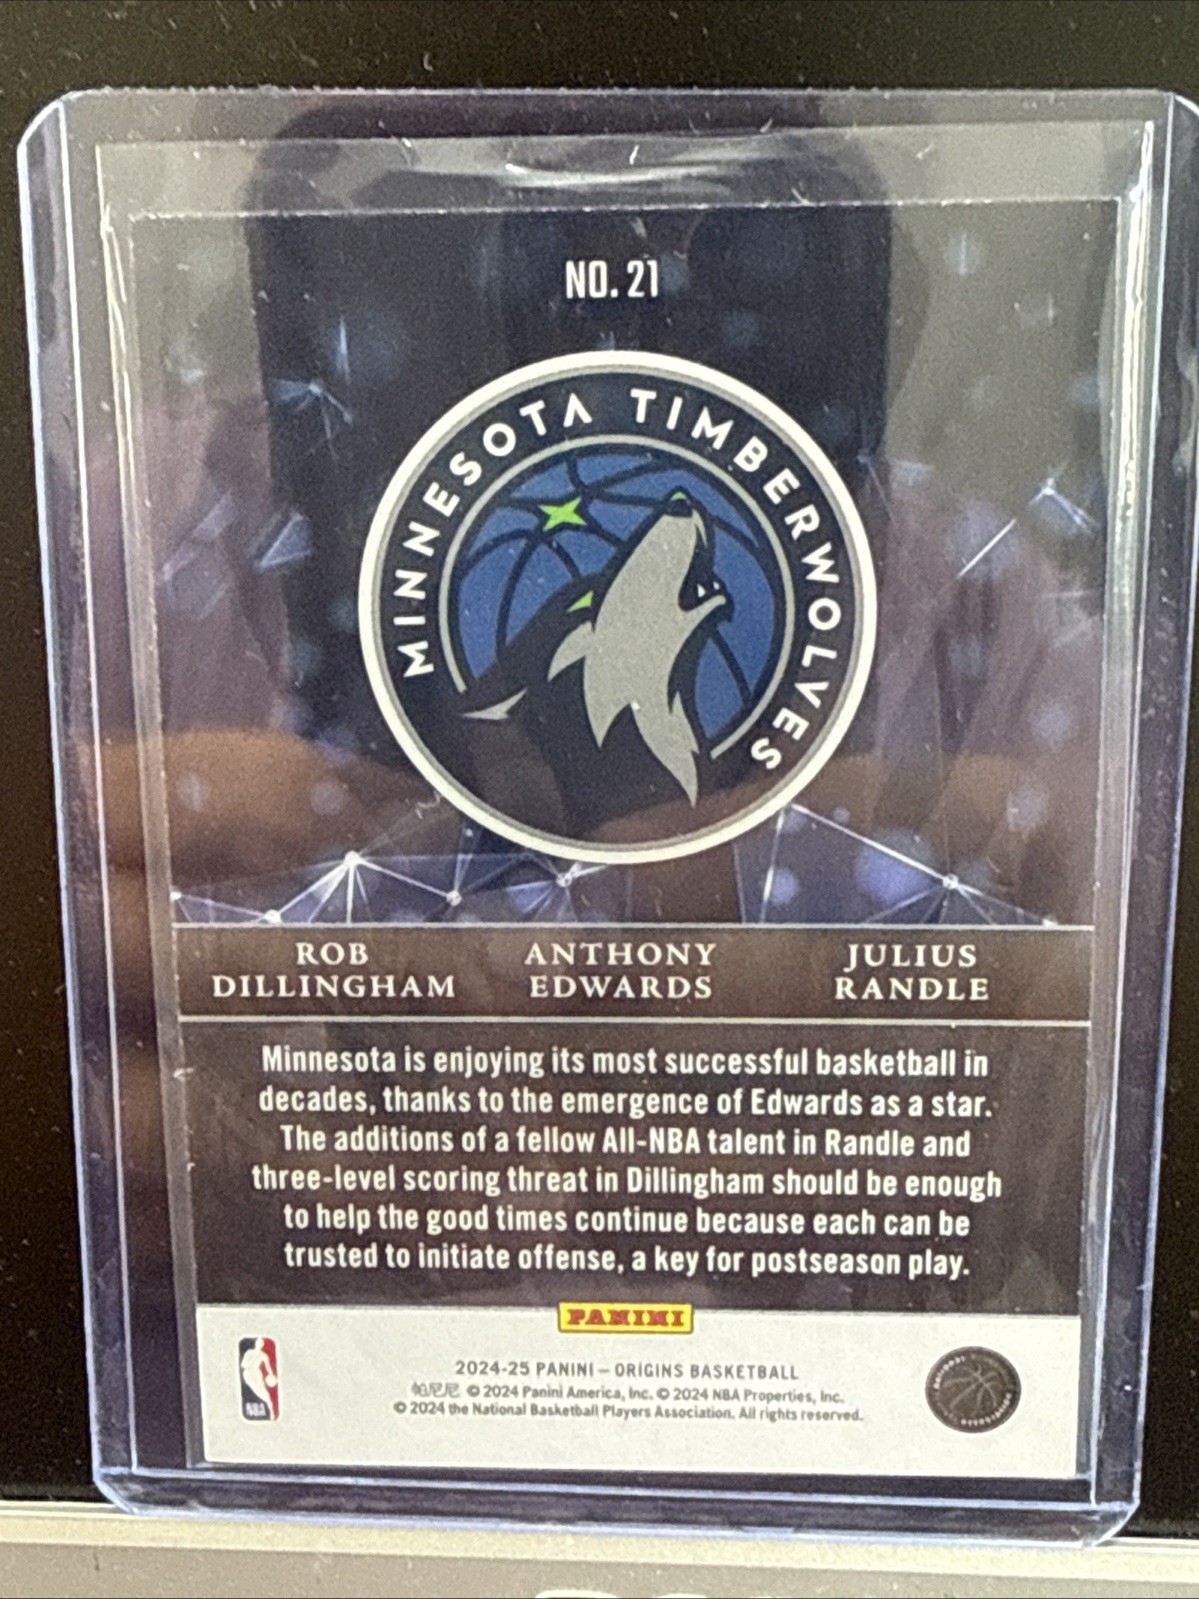 NO. 21
MINNESOTA TIMBERWOLVES
ROB ANTHONY JULIUS
DILLINGHAM EDWARDS RANDLE
Minnesota is enjoying its most successful basketball in
decades, thanks to the emergence of Edwards as a star.
The additions of a fellow All-NBA talent in Randle and
three-level scoring threat in Dillingham should be enough
to help the good times continue because each can be
trusted to initiate offense, a key for postseason play.
PANINI
NBA
2024-25 PANINI – ORIGINS BASKETBALL
帕尼尼 © 2024 Panini America, Inc. © 2024 NBA Properties, Inc.
© 2024 the National Basketball Players Association. All rights reserved.